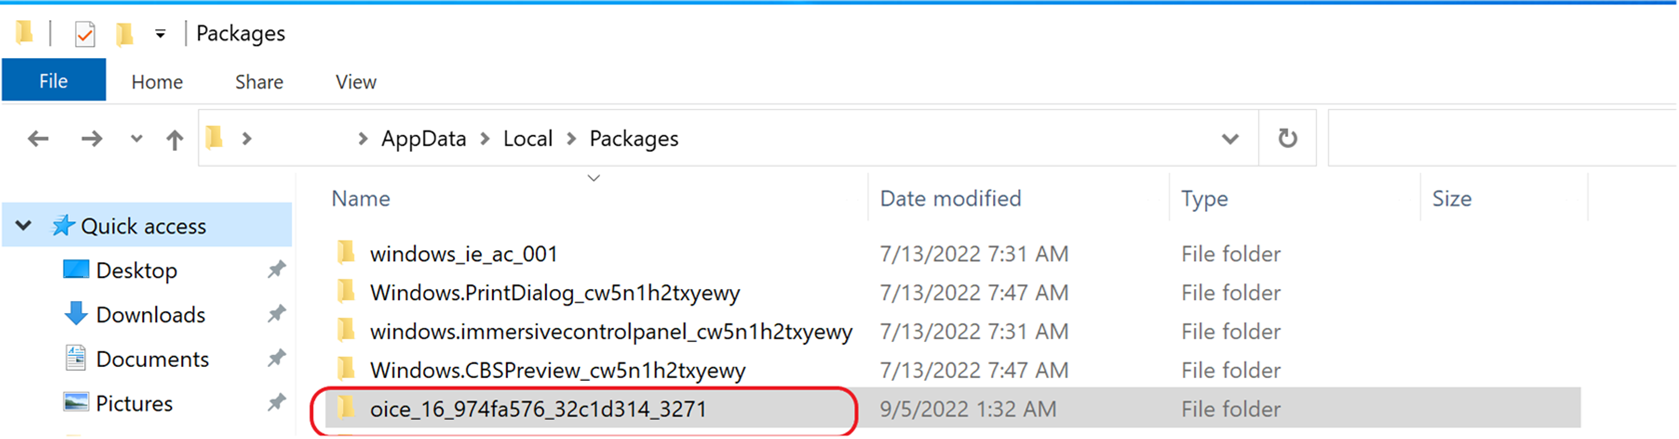 Packages
File Home Share View
AppData Local Packages
Name Date modified Type Size
Quick access
Desktop
Downloads
Documents
Pictures
windows_ie_ac_001 7/13/2022 7:31 AM File folder
Windows.PrintDialog_cw5n1h2txyewy 7/13/2022 7:47 AM File folder
windows.immersivecontrolpanel_cw5n1h2txyewy 7/13/2022 7:31 AM File folder
Windows.CBSPreview_cw5n1h2txyewy 7/13/2022 7:47 AM File folder
oice_16_974fa576_32c1d314_3271 9/5/2022 1:32 AM File folder